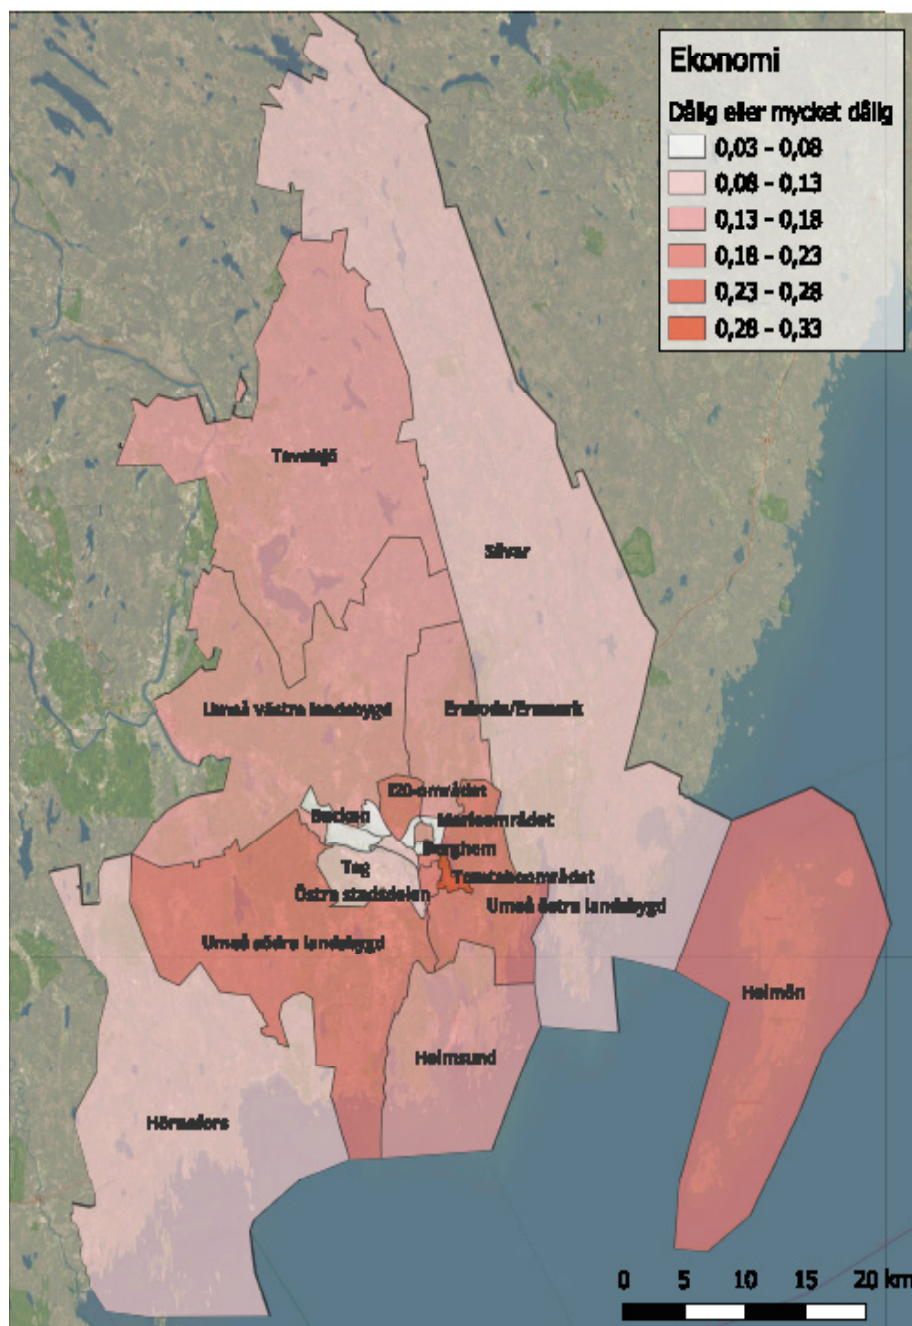 Ekonomi
Dålig eller mycket dålig
0,03 - 0,08
0,08 - 0,13
0,13 - 0,18
0,18 - 0,23
0,23 - 0,28
0,28 - 0,33
Tavelsjö
Sävar
Umeå västra landsbygd
Ersboda/Ersmark
I20-området
Backen
Marieområdet
Berghem
Teg
Tomtebo området
Östra stadsdelen
Umeå östra landsbygd
Umeå södra landsbygd
Holmön
Holmsund
Hörnefors
0 5 10 15 20 km